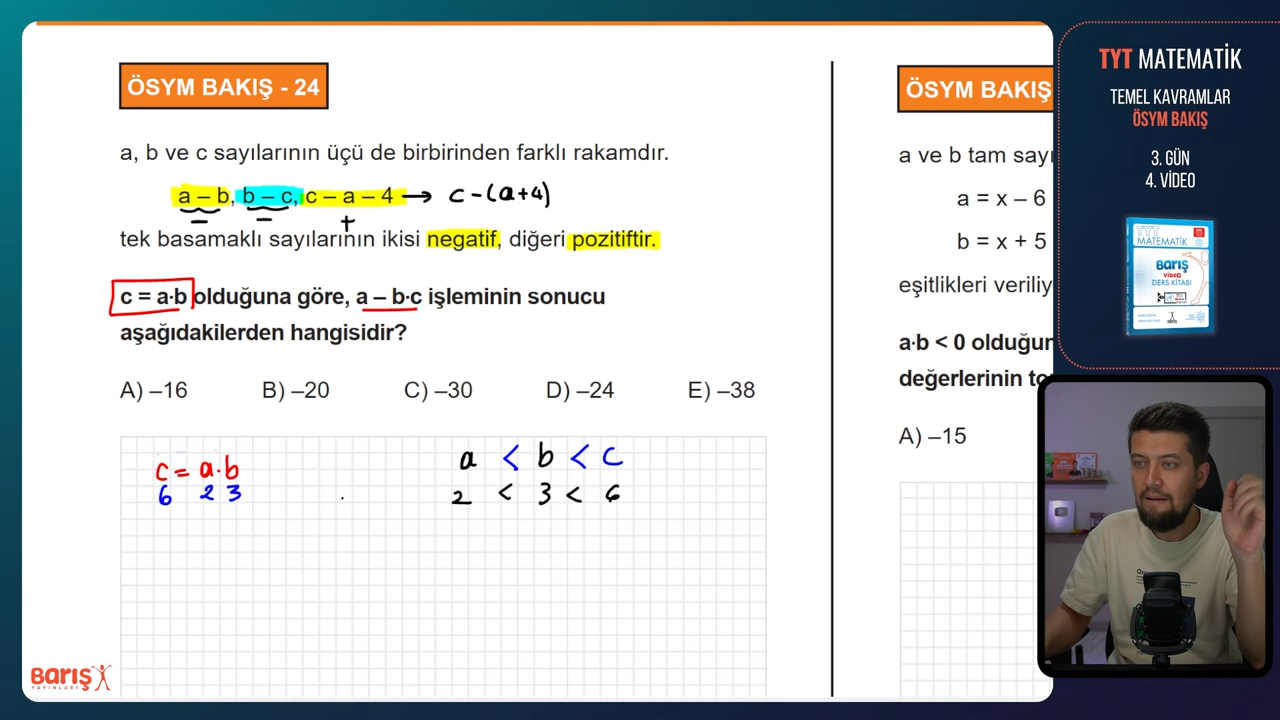 ÖSYM BAKIŞ - 24
a, b ve c sayılarının üçü de birbirinden farklı rakamdır.
a – b, b – c, c – a – 4 → c - (a+4)
– – +
tek basamaklı sayılarının ikisi negatif, diğeri pozitiftir.
c = a·b olduğuna göre, a – b·c işleminin sonucu
aşağıdakilerden hangisidir?
A) –16 B) –20 C) –30 D) –24 E) –38
c = a·b
6 2 3
a < b < c
2 < 3 < 6
BARIŞ
YAYINLARI
ÖSYM BAKIŞ
a ve b tam sayı
a = x – 6
b = x + 5
eşitlikleri veriliy
a·b < 0 olduğun
değerlerinin to
A) –15
TYT MATEMATİK
TEMEL KAVRAMLAR
ÖSYM BAKIŞ
3. GÜN
4. VİDEO
TYT
MATEMATİK
BARIŞ
VİDEO
DERS KİTABI